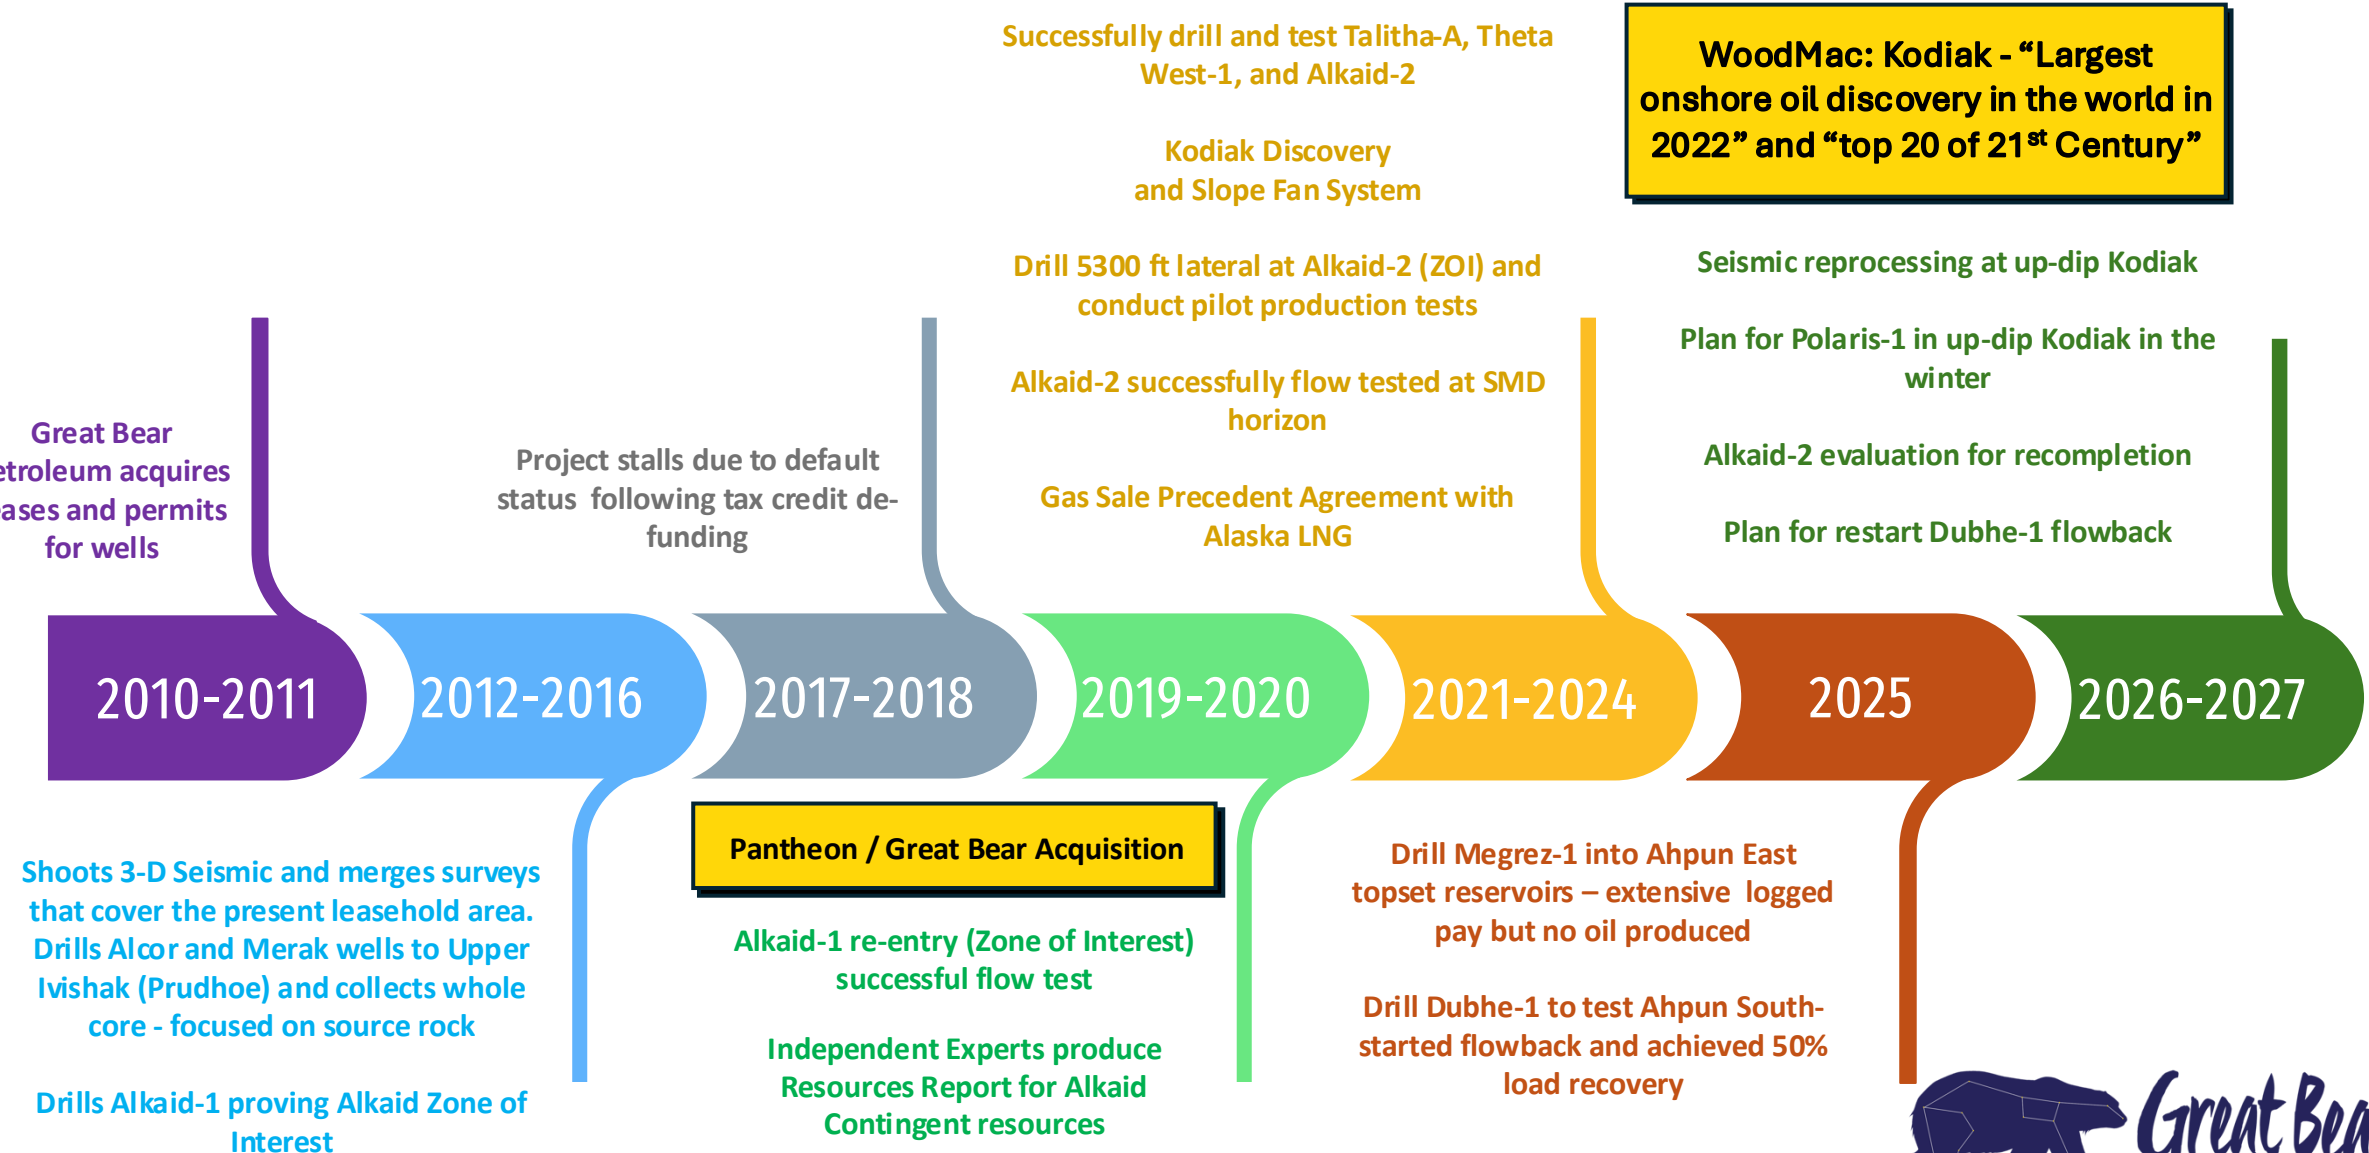 Successfully drill and test Talitha-A, Theta
West-1, and Alkaid-2
Kodiak Discovery
and Slope Fan System
Drill 5300 ft lateral at Alkaid-2 (ZOI) and
conduct pilot production tests
Alkaid-2 successfully flow tested at SMD
horizon
Gas Sale Precedent Agreement with
Alaska LNG
WoodMac: Kodiak - “Largest
onshore oil discovery in the world in
2022” and “top 20 of 21st Century”
Seismic reprocessing at up-dip Kodiak
Plan for Polaris-1 in up-dip Kodiak in the
winter
Alkaid-2 evaluation for recompletion
Plan for restart Dubhe-1 flowback
Great Bear
etroleum acquires
ases and permits
for wells
Project stalls due to default
status following tax credit de-
funding
2010-2011
2012-2016
2017-2018
2019-2020
2021-2024
2025
2026-2027
Shoots 3-D Seismic and merges surveys
that cover the present leasehold area.
Drills Alcor and Merak wells to Upper
Ivishak (Prudhoe) and collects whole
core - focused on source rock
Drills Alkaid-1 proving Alkaid Zone of
Interest
Pantheon / Great Bear Acquisition
Alkaid-1 re-entry (Zone of Interest)
successful flow test
Independent Experts produce
Resources Report for Alkaid
Contingent resources
Drill Megrez-1 into Ahpun East
topset reservoirs – extensive logged
pay but no oil produced
Drill Dubhe-1 to test Ahpun South-
started flowback and achieved 50%
load recovery
Great Bea